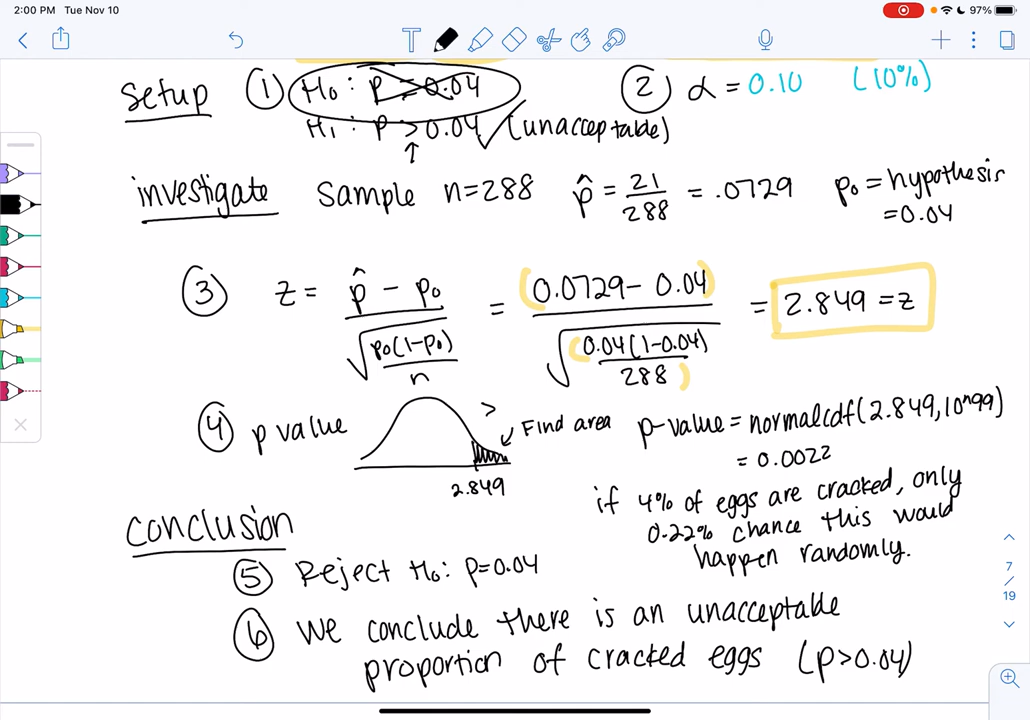 2:00 PM Tue Nov 10
97%
Setup ① H₀ : p = 0.04 ② α = 0.10 (10%)
H₁ : p > 0.04 ✓ (unacceptable)
↑
investigate Sample n=288 p̂ = 21/288 = .0729 p₀ = hypothesis
= 0.04
③ z = (p̂ − p₀) / √(p₀(1−p₀)/n) = (0.0729 − 0.04) / √(0.04(1−0.04)/288) = 2.849 = z
④ p value > Find area p-value = normalcdf(2.849, 10^99)
2.849
= 0.0022
if 4% of eggs are cracked, only
0.22% chance this would
happen randomly.
Conclusion
⑤ Reject H₀: p=0.04
⑥ We conclude there is an unacceptable
proportion of cracked eggs (p>0.04)
7
19